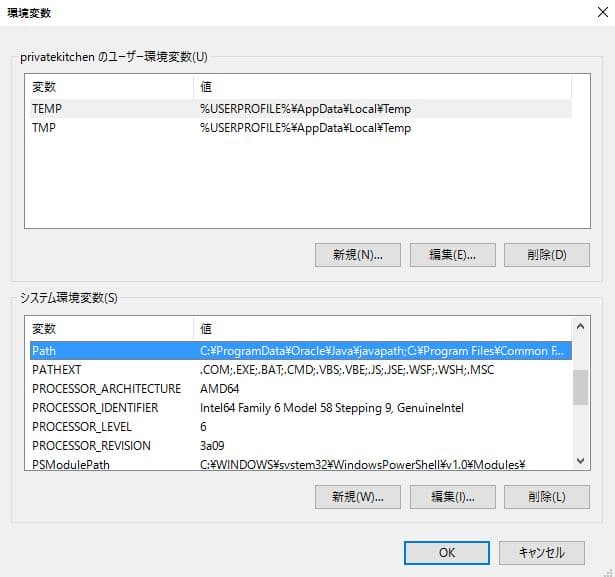 環境変数
privatekitchen のユーザー環境変数(U)
変数 値
TEMP %USERPROFILE%¥AppData¥Local¥Temp
TMP %USERPROFILE%¥AppData¥Local¥Temp
新規(N)... 編集(E)... 削除(D)
システム環境変数(S)
変数 値
Path C:¥ProgramData¥Oracle¥Java¥javapath;C:¥Program Files¥Common F...
PATHEXT .COM;.EXE;.BAT;.CMD;.VBS;.VBE;.JS;.JSE;.WSF;.WSH;.MSC
PROCESSOR_ARCHITECTURE AMD64
PROCESSOR_IDENTIFIER Intel64 Family 6 Model 58 Stepping 9, GenuineIntel
PROCESSOR_LEVEL 6
PROCESSOR_REVISION 3a09
PSModulePath C:¥WINDOWS¥system32¥WindowsPowerShell¥v1.0¥Modules¥
新規(W)... 編集(I)... 削除(L)
OK キャンセル